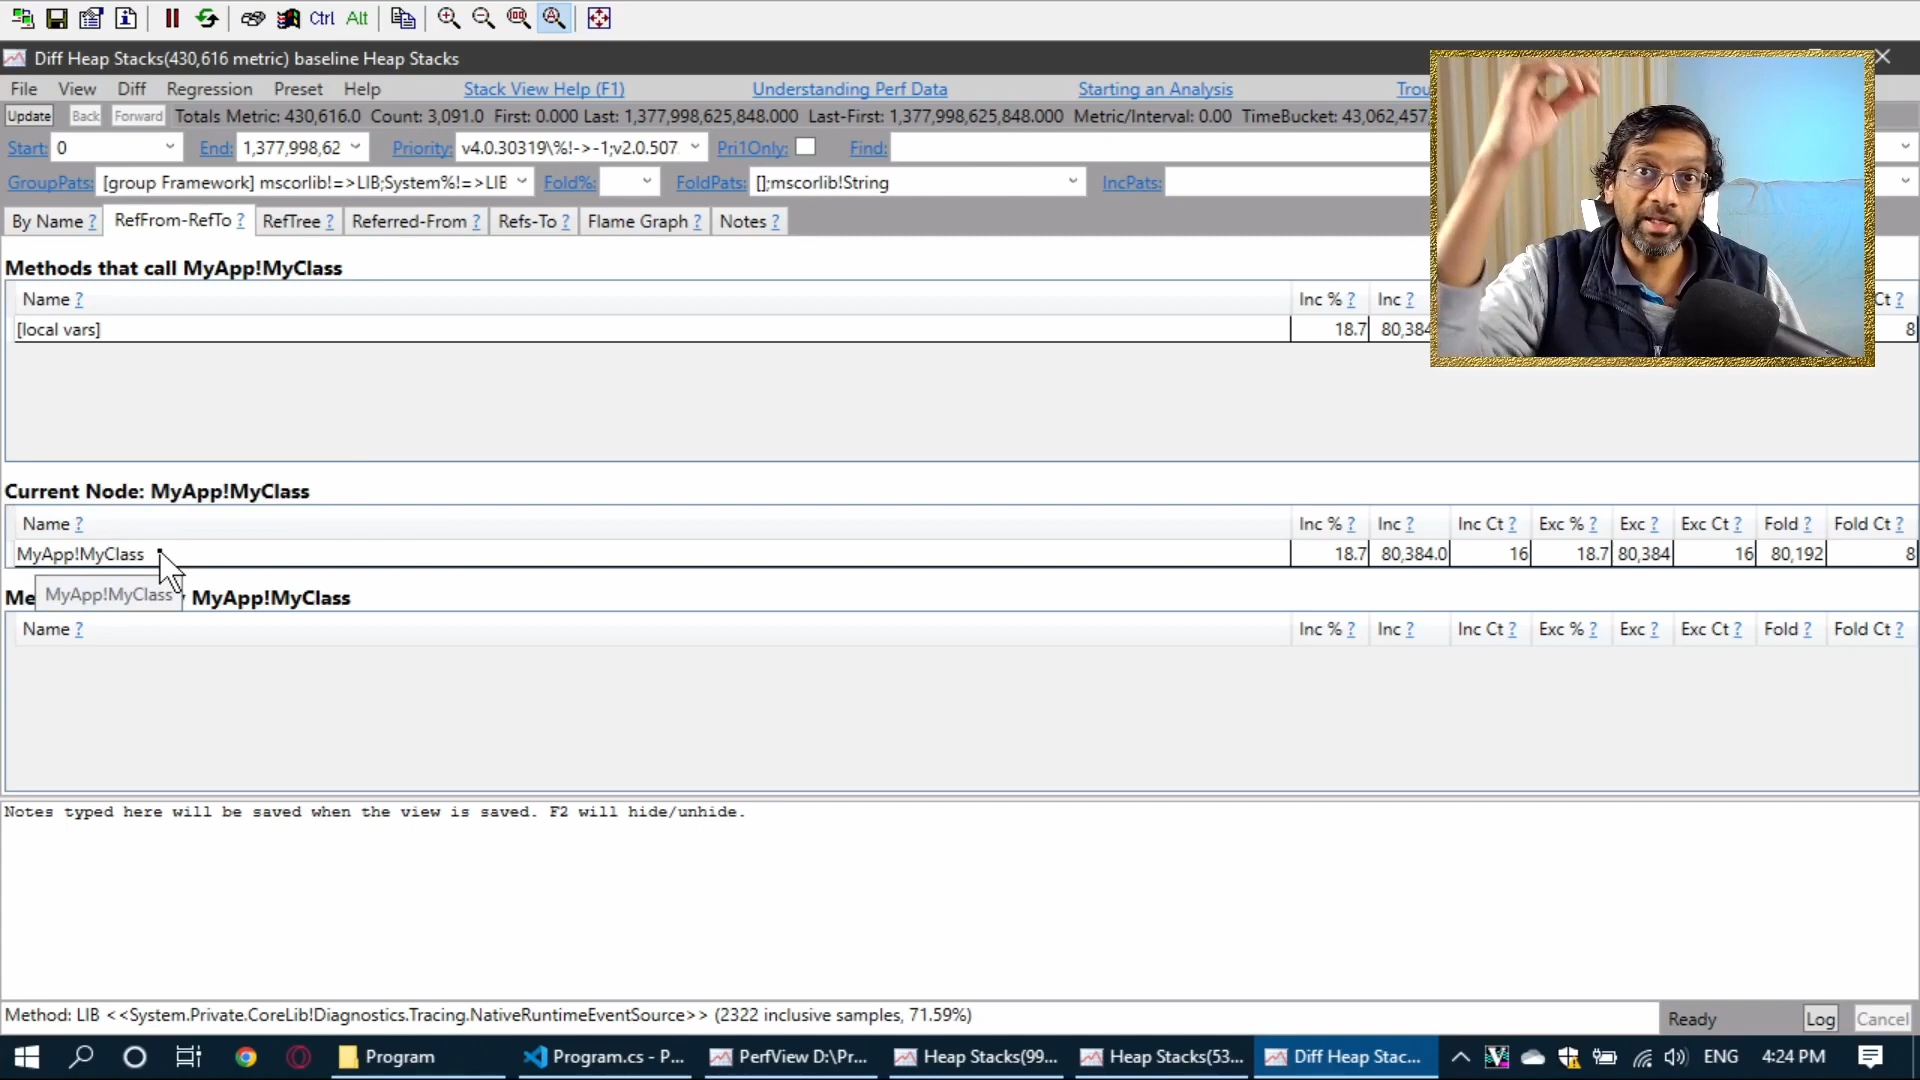 Ctrl Alt
Diff Heap Stacks(430,616 metric) baseline Heap Stacks
File View Diff Regression Preset Help Stack View Help (F1) Understanding Perf Data Starting an Analysis Trou
Update Back Forward Totals Metric: 430,616.0 Count: 3,091.0 First: 0.000 Last: 1,377,998,625,848.000 Last-First: 1,377,998,625,848.000 Metric/Interval: 0.00 TimeBucket: 43,062,457,
Start: 0 End: 1,377,998,62 Priority: v4.0.30319\%!->-1;v2.0.507. Pri1Only: Find:
GroupPats: [group Framework] mscorlib!=>LIB;System%!=>LIB Fold%: FoldPats: [];mscorlib!String IncPats:
By Name ? RefFrom-RefTo ? RefTree ? Referred-From ? Refs-To ? Flame Graph ? Notes ?
Methods that call MyApp!MyClass
Name ? Inc % ? Inc ? Ct ?
[local vars] 18.7 80,384 8
Current Node: MyApp!MyClass
Name ? Inc % ? Inc ? Inc Ct ? Exc % ? Exc ? Exc Ct ? Fold ? Fold Ct ?
MyApp!MyClass 18.7 80,384.0 16 18.7 80,384 16 80,192 8
Me MyApp!MyClass MyApp!MyClass
Name ? Inc % ? Inc ? Inc Ct ? Exc % ? Exc ? Exc Ct ? Fold ? Fold Ct ?
Notes typed here will be saved when the view is saved. F2 will hide/unhide.
Method: LIB <<System.Private.CoreLib!Diagnostics.Tracing.NativeRuntimeEventSource>> (2322 inclusive samples, 71.59%) Ready Log Cancel
Program Program.cs - P... PerfView D:\Pr... Heap Stacks(99... Heap Stacks(53... Diff Heap Stac... ENG 4:24 PM